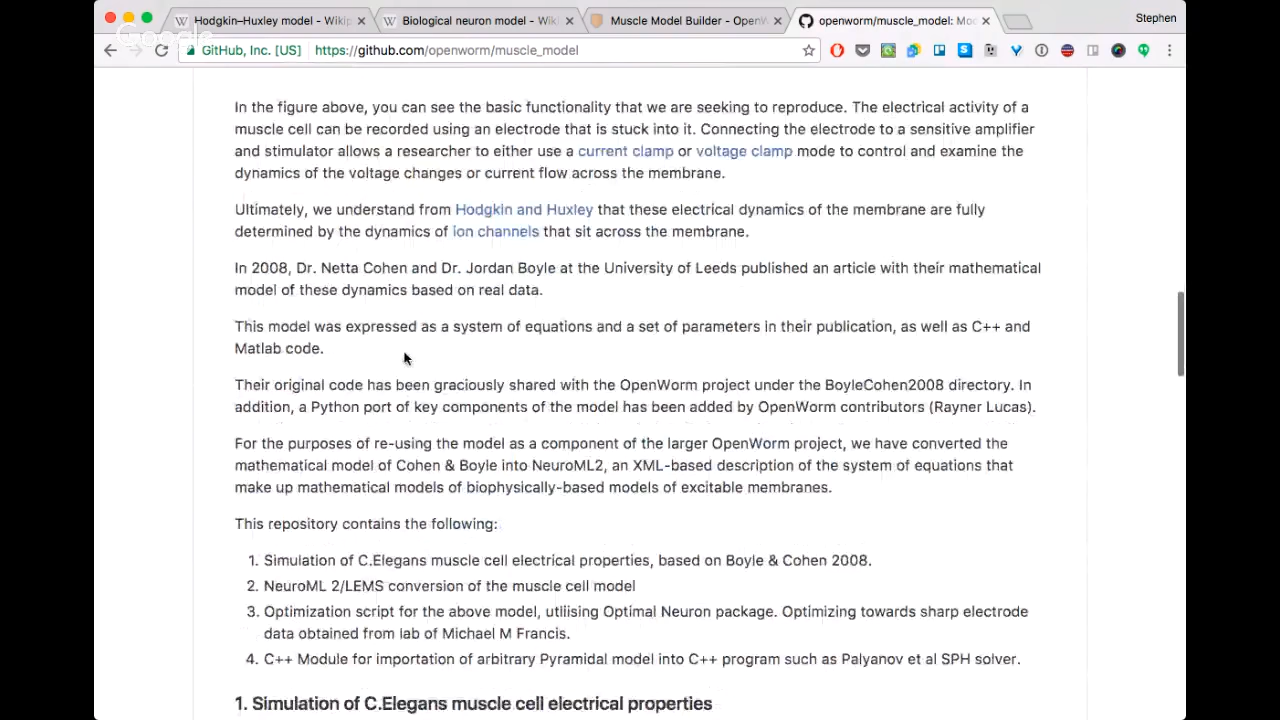 Hodgkin–Huxley model - Wikip
Biological neuron model - Wiki
Muscle Model Builder - OpenW
openworm/muscle_model: Mod
Stephen
Google
GitHub, Inc. [US]
https://github.com/openworm/muscle_model
In the figure above, you can see the basic functionality that we are seeking to reproduce. The electrical activity of a
muscle cell can be recorded using an electrode that is stuck into it. Connecting the electrode to a sensitive amplifier
and stimulator allows a researcher to either use a current clamp or voltage clamp mode to control and examine the
dynamics of the voltage changes or current flow across the membrane.
Ultimately, we understand from Hodgkin and Huxley that these electrical dynamics of the membrane are fully
determined by the dynamics of ion channels that sit across the membrane.
In 2008, Dr. Netta Cohen and Dr. Jordan Boyle at the University of Leeds published an article with their mathematical
model of these dynamics based on real data.
This model was expressed as a system of equations and a set of parameters in their publication, as well as C++ and
Matlab code.
Their original code has been graciously shared with the OpenWorm project under the BoyleCohen2008 directory. In
addition, a Python port of key components of the model has been added by OpenWorm contributors (Rayner Lucas).
For the purposes of re-using the model as a component of the larger OpenWorm project, we have converted the
mathematical model of Cohen & Boyle into NeuroML2, an XML-based description of the system of equations that
make up mathematical models of biophysically-based models of excitable membranes.
This repository contains the following:
1. Simulation of C.Elegans muscle cell electrical properties, based on Boyle & Cohen 2008.
2. NeuroML 2/LEMS conversion of the muscle cell model
3. Optimization script for the above model, utilising Optimal Neuron package. Optimizing towards sharp electrode
data obtained from lab of Michael M Francis.
4. C++ Module for importation of arbitrary Pyramidal model into C++ program such as Palyanov et al SPH solver.
1. Simulation of C.Elegans muscle cell electrical properties